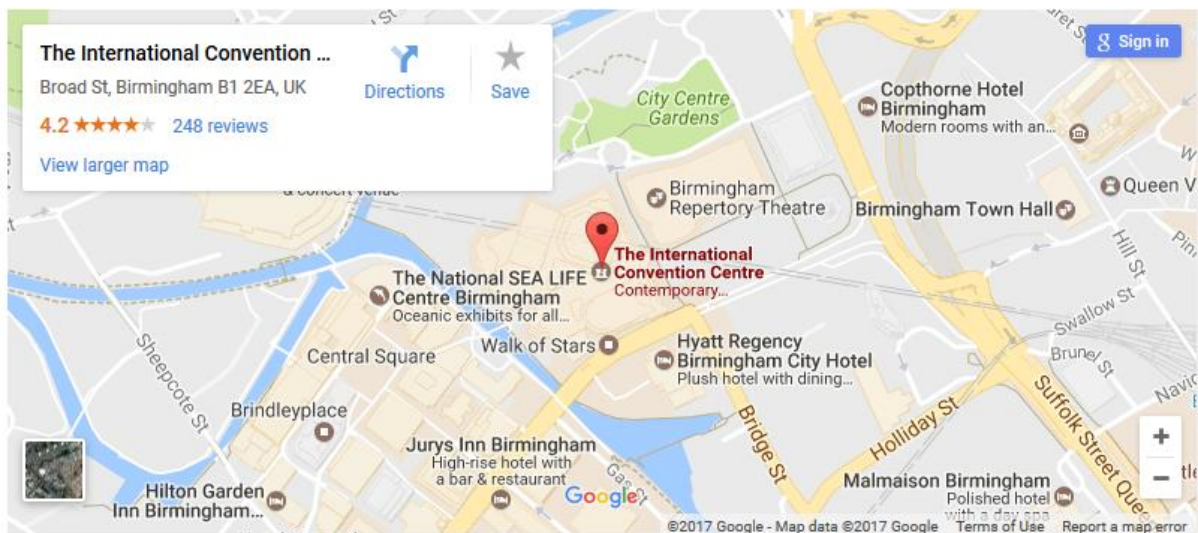 The International Convention ...
Broad St, Birmingham B1 2EA, UK
4.2
248 reviews
View larger map
Directions
Save
Sign in
& concert venue
City Centre
Gardens
Copthorne Hotel
Birmingham
Modern rooms with an...
Queen V
Birmingham
Repertory Theatre
Birmingham Town Hall
Hill St
The International
Convention Centre
Contemporary...
The National SEA LIFE
Centre Birmingham
Oceanic exhibits for all...
Swallow St
Brunel St
Navig
Walk of Stars
Central Square
Hyatt Regency
Birmingham City Hotel
Plush hotel with dining...
Sheepcote St
Brindleyplace
Bridge St
Holliday St
Suffolk Street Queen
Jurys Inn Birmingham
High-rise hotel with
a bar & restaurant
Gas St
Google
Hilton Garden
Inn Birmingham...
Malmaison Birmingham
Polished hotel
with a day spa
+
−
©2017 Google - Map data ©2017 Google Terms of Use Report a map error